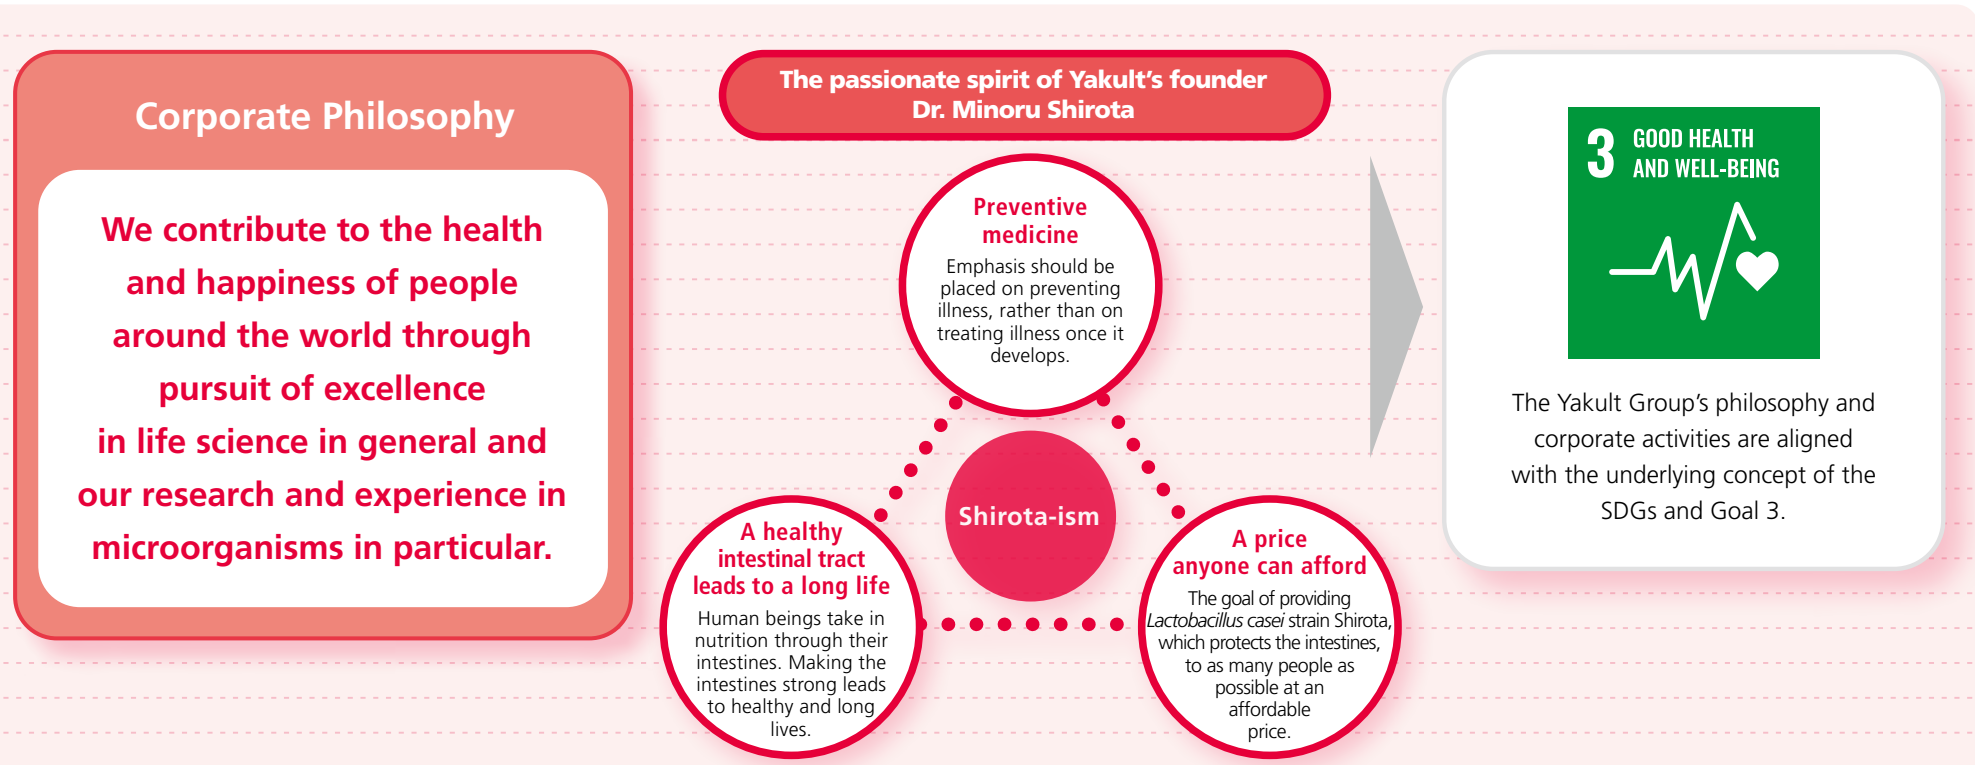 Corporate Philosophy
We contribute to the health
and happiness of people
around the world through
pursuit of excellence
in life science in general and
our research and experience in
microorganisms in particular.
The passionate spirit of Yakult’s founder
Dr. Minoru Shirota
Preventive
medicine
Emphasis should be
placed on preventing
illness, rather than on
treating illness once it
develops.
Shirota-ism
A healthy
intestinal tract
leads to a long life
Human beings take in
nutrition through their
intestines. Making the
intestines strong leads
to healthy and long
lives.
A price
anyone can afford
The goal of providing
Lactobacillus casei strain Shirota,
which protects the intestines,
to as many people as
possible at an
affordable
price.
3 GOOD HEALTH
AND WELL-BEING
The Yakult Group’s philosophy and
corporate activities are aligned
with the underlying concept of the
SDGs and Goal 3.